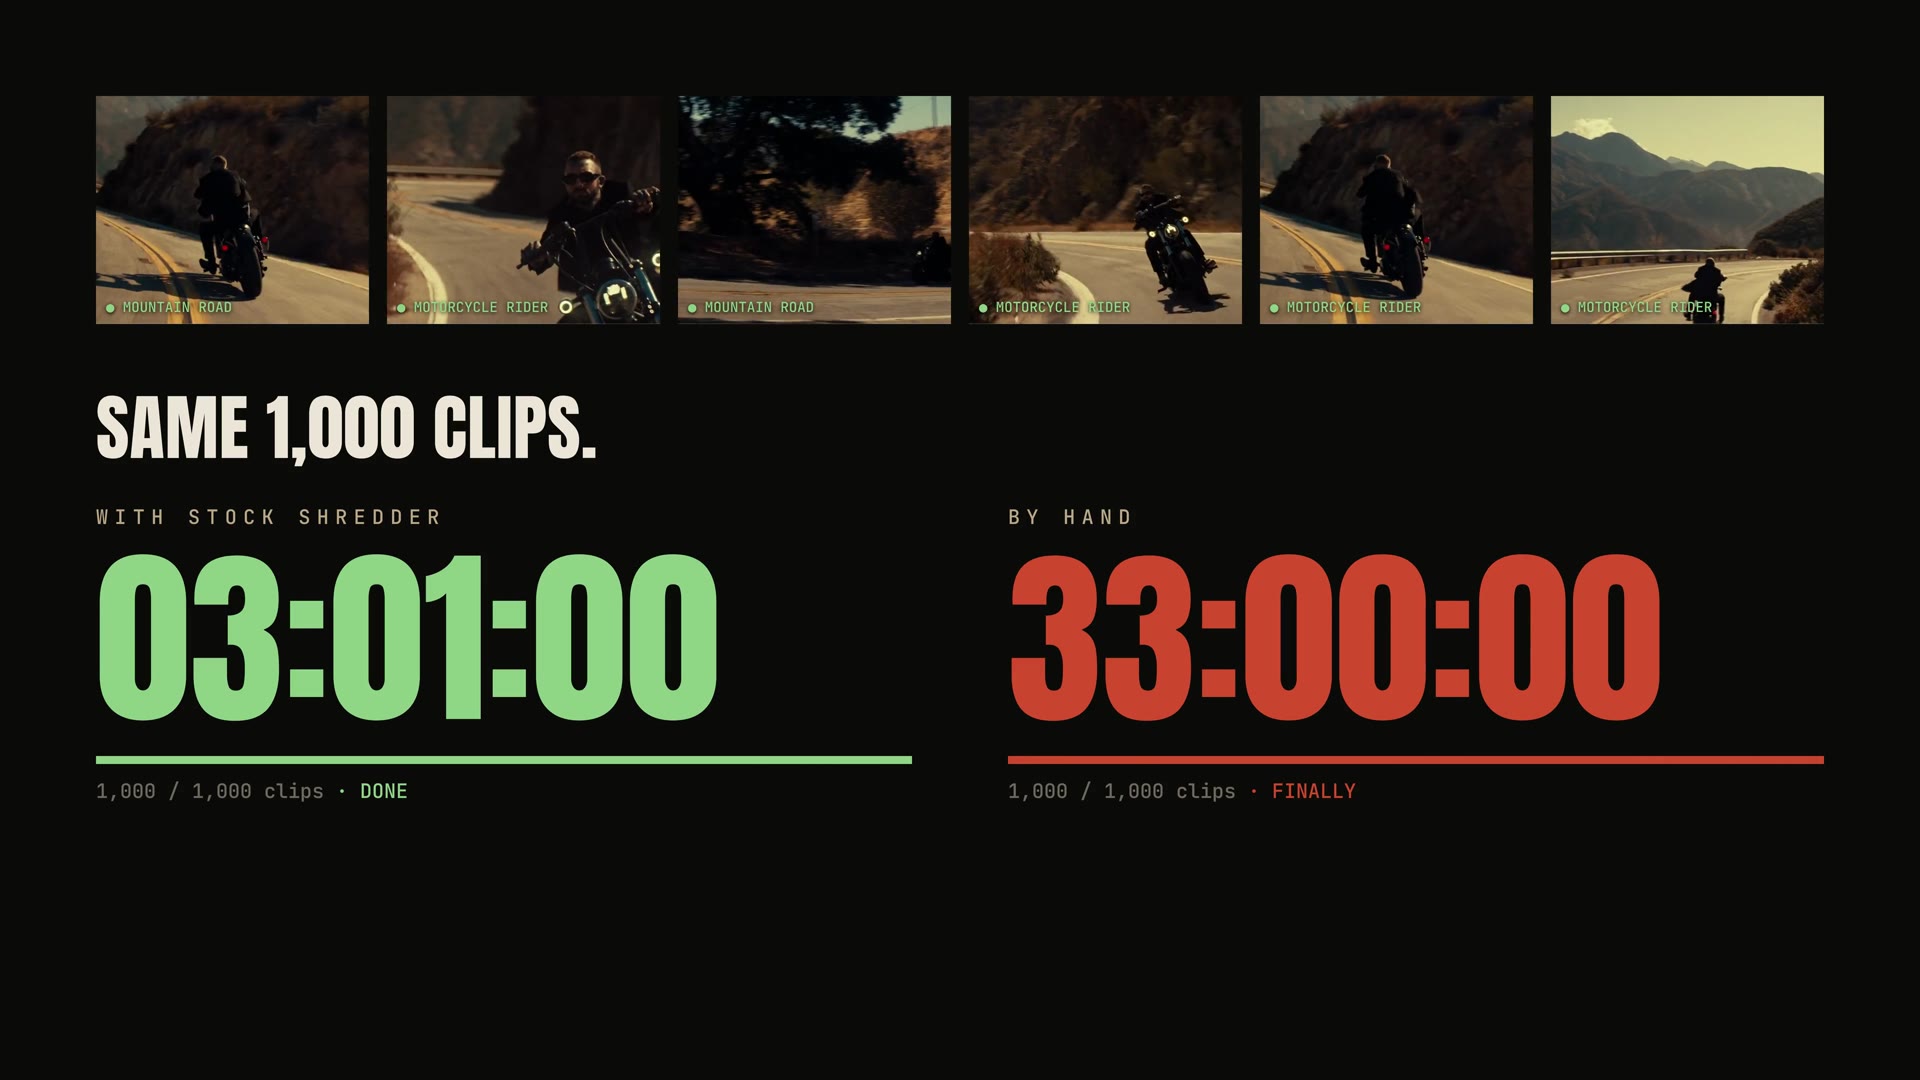 MOUNTAIN ROAD
MOTORCYCLE RIDER
MOUNTAIN ROAD
MOTORCYCLE RIDER
MOTORCYCLE RIDER
MOTORCYCLE RIDER
SAME 1,000 CLIPS.
WITH STOCK SHREDDER
03:01:00
1,000 / 1,000 clips · DONE
BY HAND
33:00:00
1,000 / 1,000 clips · FINALLY